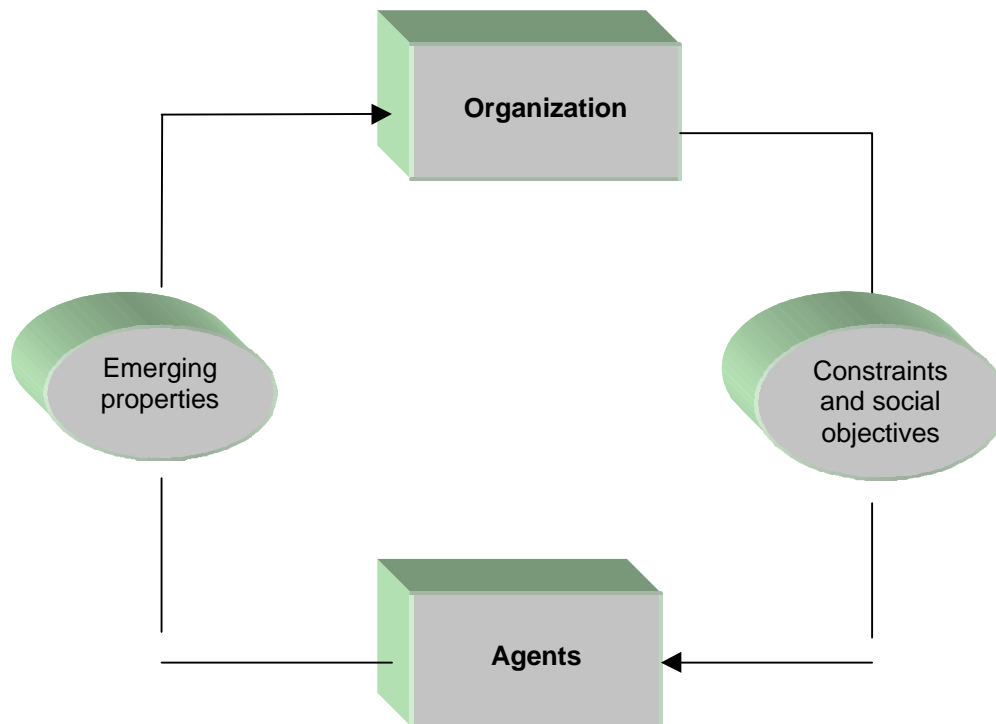 Organization
Emerging
properties
Constraints
and social
objectives
Agents